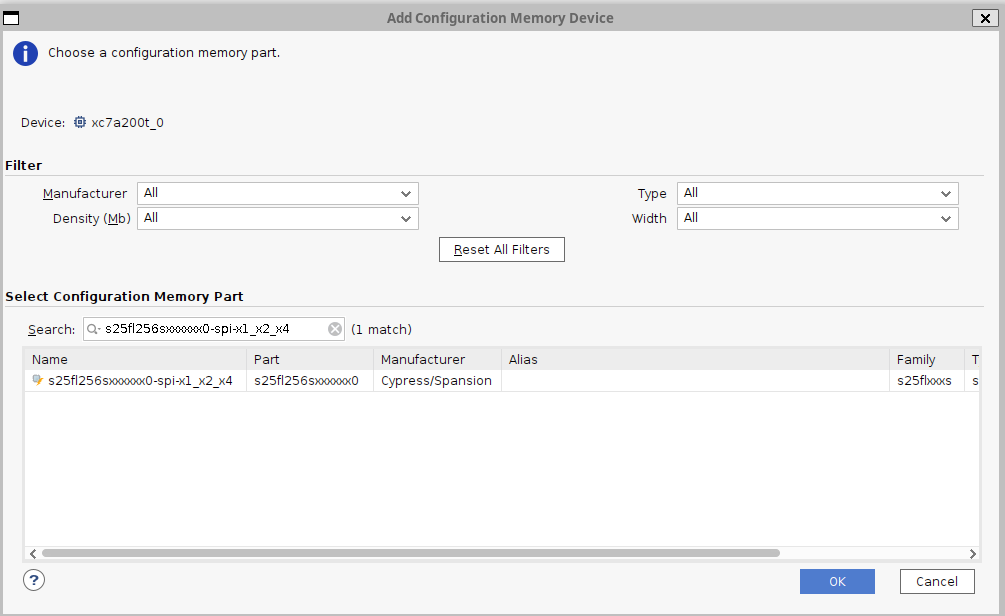 Add Configuration Memory Device
Choose a configuration memory part.
Device: xc7a200t_0
Filter
Manufacturer All Type All
Density (Mb) All Width All
Reset All Filters
Select Configuration Memory Part
Search: s25fl256sxxxxxx0-spi-x1_x2_x4 (1 match)
Name Part Manufacturer Alias Family T
s25fl256sxxxxxx0-spi-x1_x2_x4 s25fl256sxxxxxx0 Cypress/Spansion s25flxxxs s
? OK Cancel